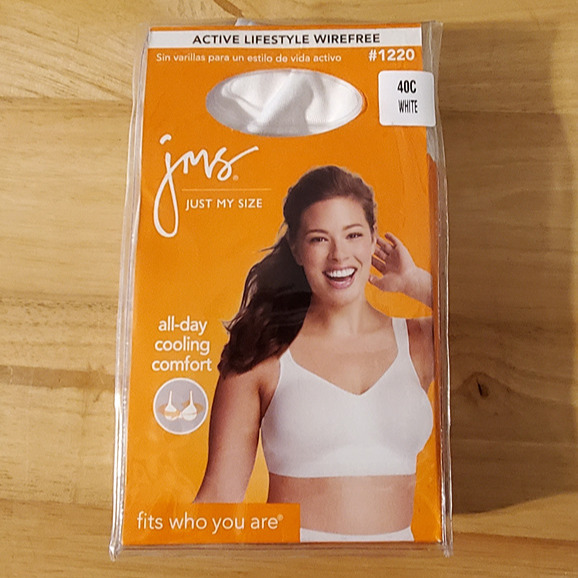 ACTIVE LIFESTYLE WIREFREE
Sin varillas para un estilo de vida activo
#1220
40C
WHITE
jms®
JUST MY SIZE
all-day
cooling
comfort
fits who you are®